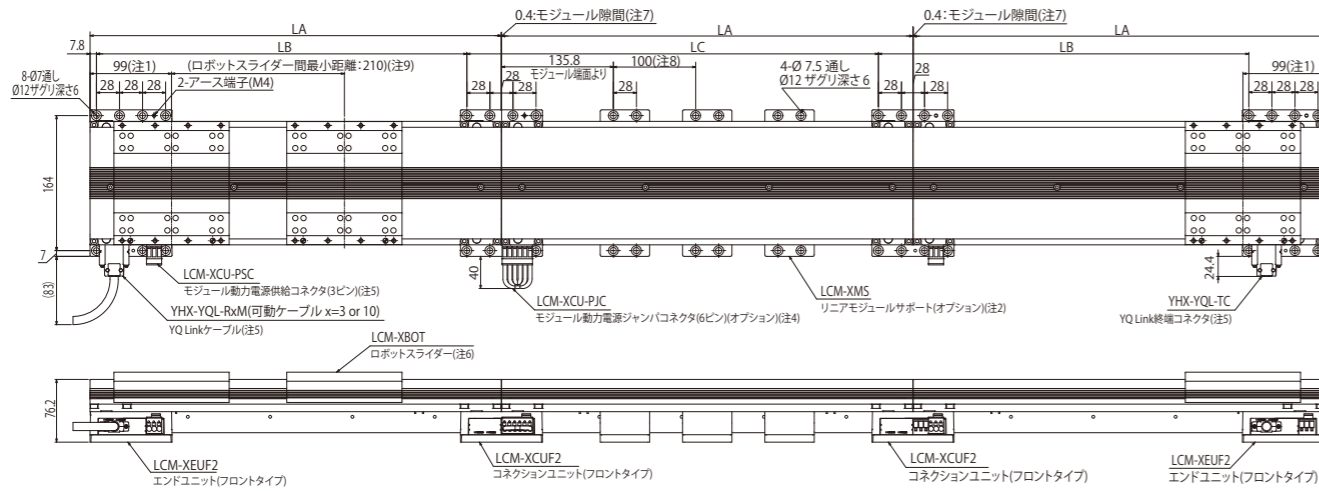 0.4:モジュール隙間(注7)
0.4:モジュール隙間(注7)
LA
LA
LA
7.8
LB
LC
LB
99(注1)
(ロボットスライダー間最小距離:210)(注9)
28
135.8
モジュール端面より
100(注8)
4-Ø 7.5 通し
Ø12 ザグリ深さ 6
28
99(注1)
8-Ø7通し
Ø12ザグリ深さ6
28
28
28
2-アース端子(M4)
28
28
28
28
28
28
28
28
164
7
(83)
40
24.4
LCM-XCU-PSC
モジュール動力電源供給コネクタ(3ピン)(注5)
YHX-YQL-RxM(可動ケーブル x=3 or 10)
YQ Linkケーブル(注5)
LCM-XCU-PJC
モジュール動力電源ジャンパコネクタ(6ピン)(オプション)(注4)
LCM-XMS
リニアモジュールサポート(オプション)(注2)
YHX-YQL-TC
YQ Link終端コネクタ(注5)
LCM-XBOT
ロボットスライダー(注6)
76.2
LCM-XEUF2
エンドユニット(フロントタイプ)
LCM-XCUF2
コネクションユニット(フロントタイプ)
LCM-XCUF2
コネクションユニット(フロントタイプ)
LCM-XEUF2
エンドユニット(フロントタイプ)